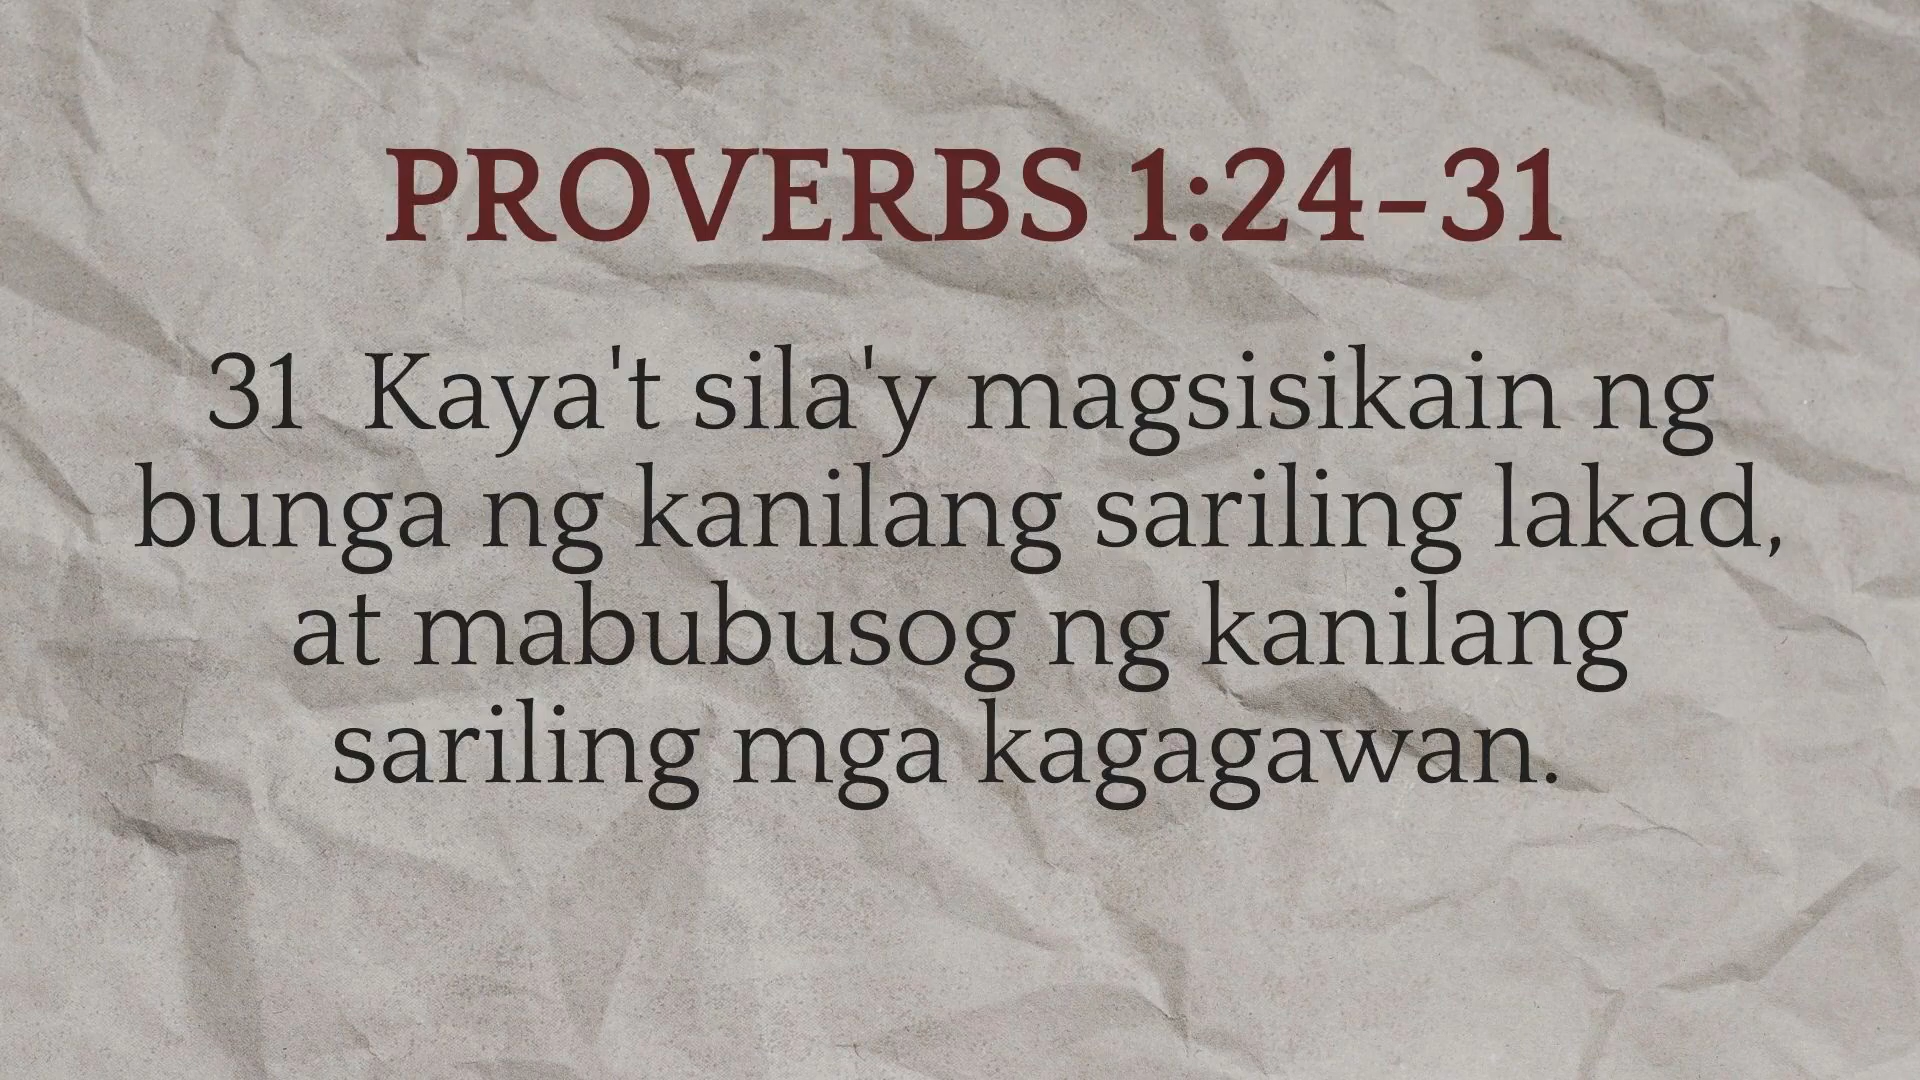 PROVERBS 1:24-31
31  Kaya't sila'y magsisikain ng
bunga ng kanilang sariling lakad,
at mabubusog ng kanilang
sariling mga kagagawan.